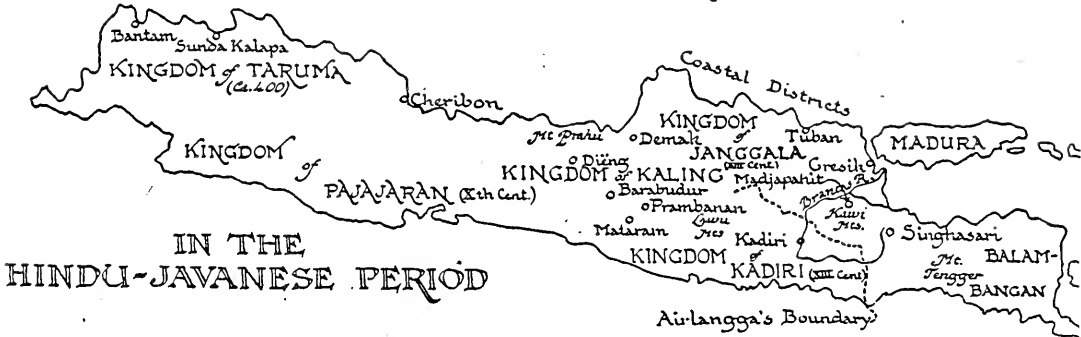 Bantam
Sunda Kalapa
KINGDOM of TARUMA
(Ca.400)
Cheribon
KINGDOM
of
PAJAJARAN (Xth Cent.)
Coastal Districts
Mt Prahu
Demak
KINGDOM
of
JANGGALA
(XIII Cent.)
Tuban
Gresik
MADURA
Diëng
KINGDOM of KALING
Madjapahit
Barabudur
Brantas R.
Prambanan
Kawi
Mts.
Mataram
Lawu
Mts
Kadiri
Singhasari
KINGDOM
of
KADIRI (XIII Cent)
Mt.
Tengger
BALAM-
BANGAN
Airlangga's Boundary
IN THE
HINDU-JAVANESE PERIOD